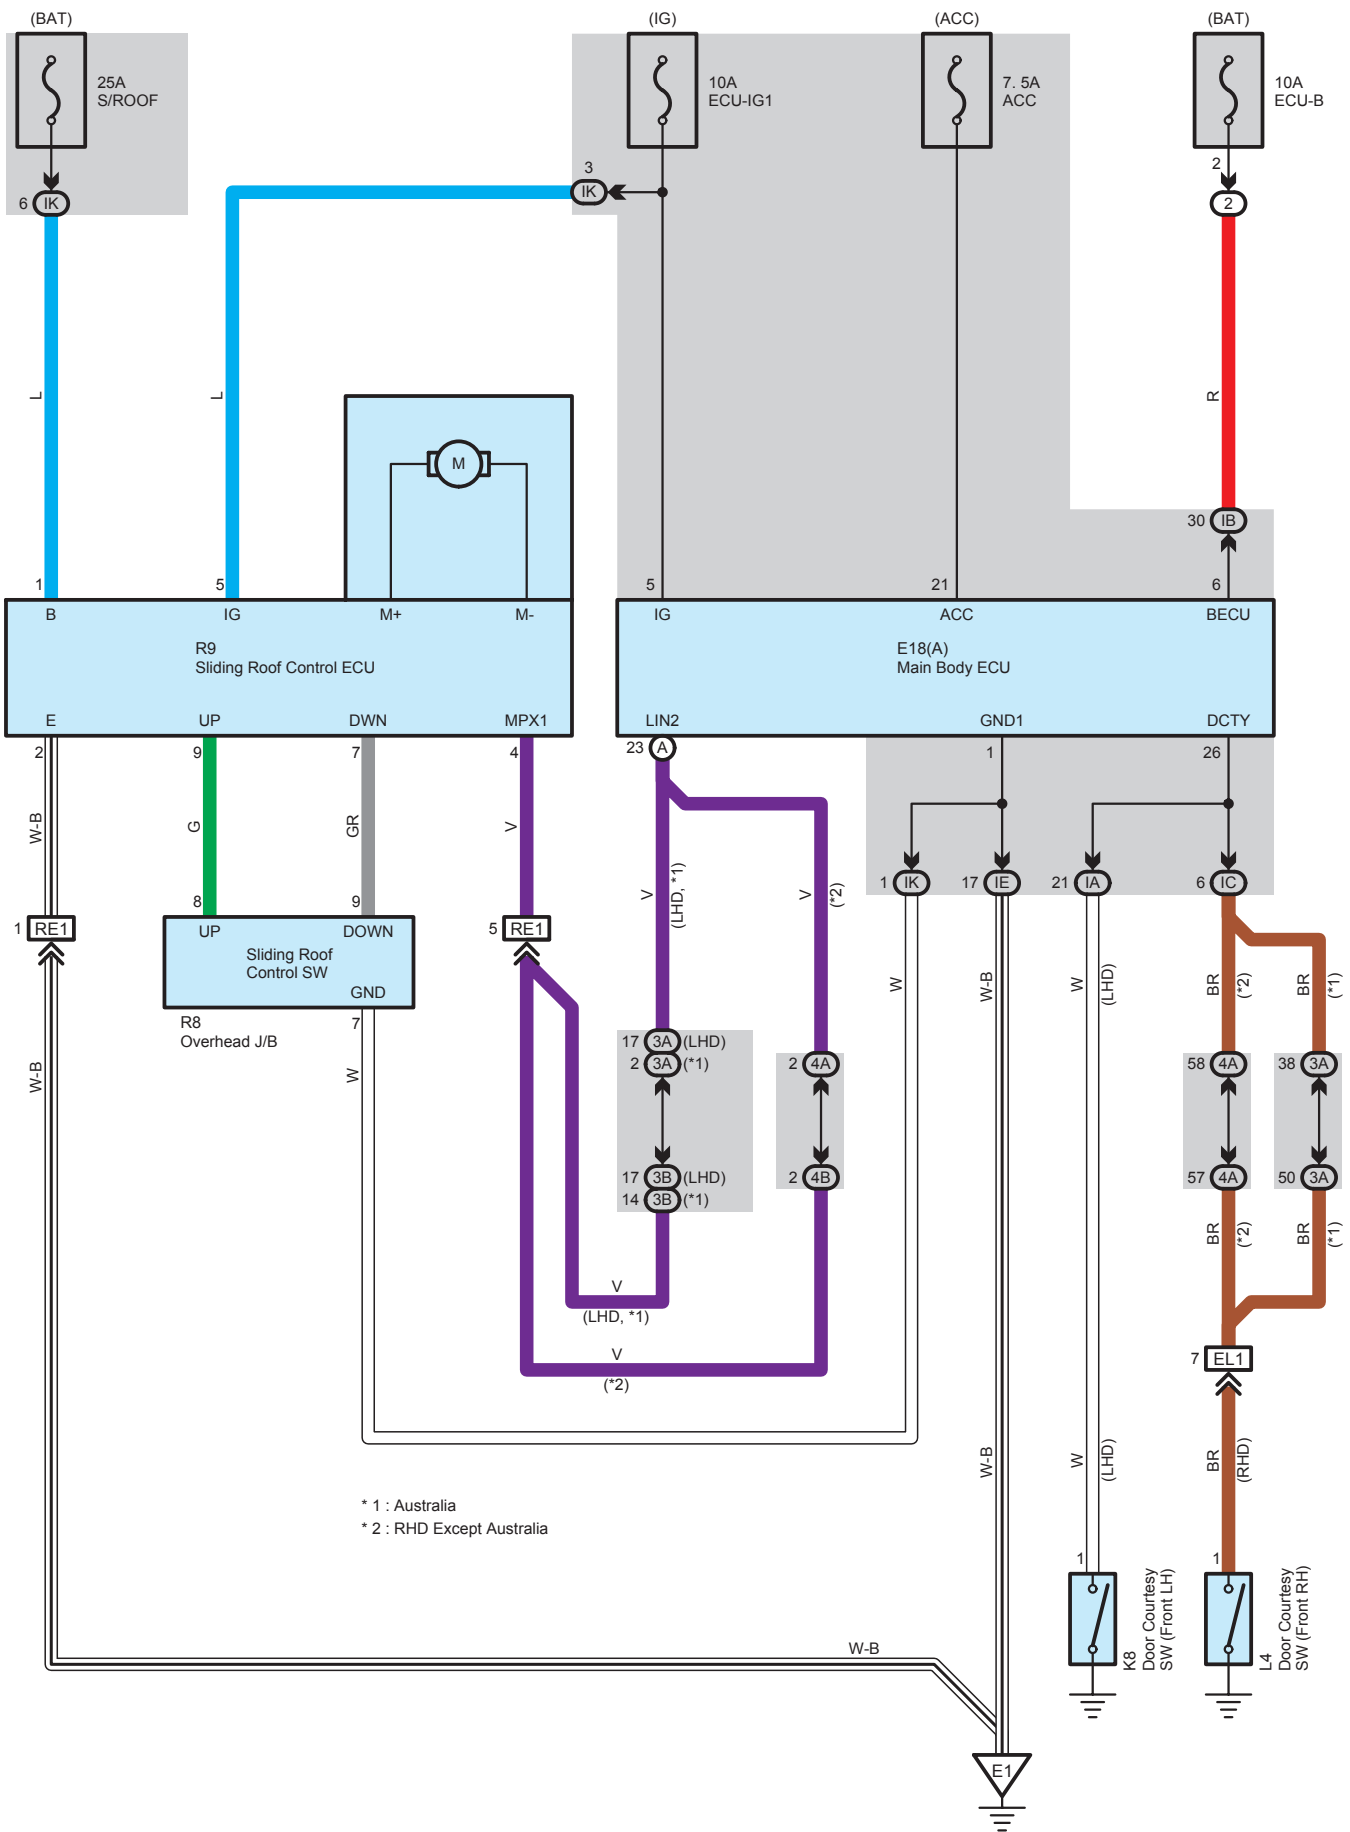 (BAT)
(IG)
(ACC)
(BAT)
25A
S/ROOF
10A
ECU-IG1
7. 5A
ACC
10A
ECU-B
3
2
6 IK
IK
2
L
L
R
M
30 IB
1
5
5
21
6
B
IG
M+
M-
IG
ACC
BECU
R9
Sliding Roof Control ECU
E18(A)
Main Body ECU
E
UP
DWN
MPX1
LIN2
GND1
DCTY
2
9
7
4
23 A
1
26
W-B
G
GR
V
V
(LHD, *1)
V
(*2)
1 IK
17 IE
21 IA
6 IC
8
9
1 RE1
UP
DOWN
5 RE1
Sliding Roof
Control SW
GND
W
W-B
W
(LHD)
BR
(*2)
BR
(*1)
R8
Overhead J/B
7
W-B
W
17 3A (LHD)
2 3A (*1)
2 4A
58 4A
38 3A
17 3B (LHD)
14 3B (*1)
2 4B
57 4A
50 3A
BR
(*2)
BR
(*1)
V
(LHD, *1)
V
(*2)
7 EL1
W-B
W
(LHD)
BR
(RHD)
* 1 : Australia
* 2 : RHD Except Australia
1
1
K8
Door Courtesy
SW (Front LH)
L4
Door Courtesy
SW (Front RH)
W-B
E1